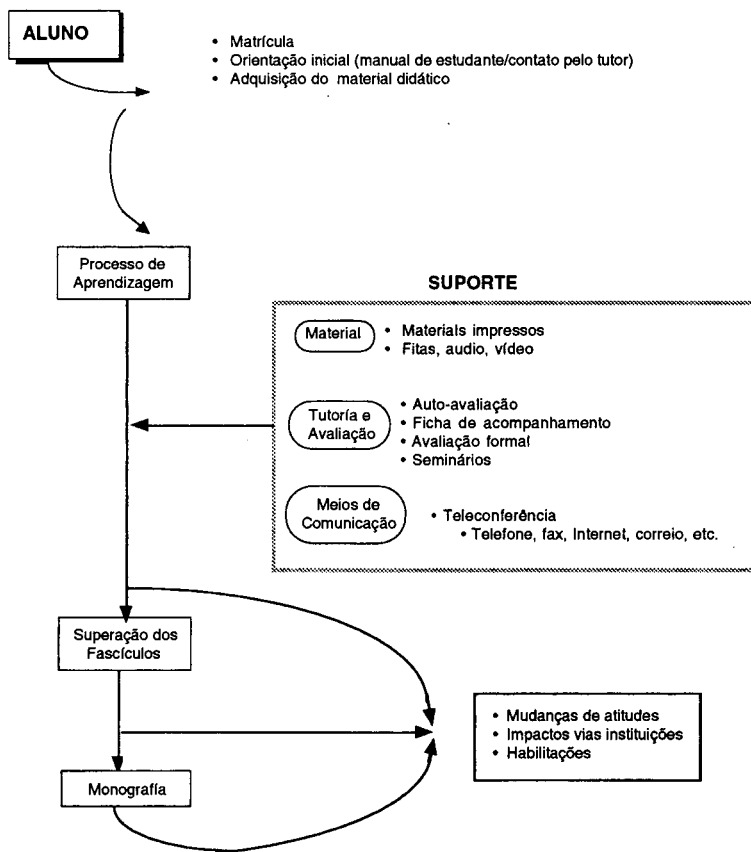 ALUNO
• Matrícula
• Orientação inicial (manual de estudante/contato pelo tutor)
• Adquisição do material didático
Processo de
Aprendizagem
SUPORTE
Material
• Materials impressos
• Fitas, audio, vídeo
Tutoría e
Avaliação
• Auto-avaliação
• Ficha de acompanhamento
• Avaliação formal
• Seminários
Meios de
Comunicação
• Teleconferência
• Telefone, fax, Internet, correio, etc.
Superação dos
Fascículos
• Mudanças de atitudes
• Impactos vias instituições
• Habilitações
Monografía